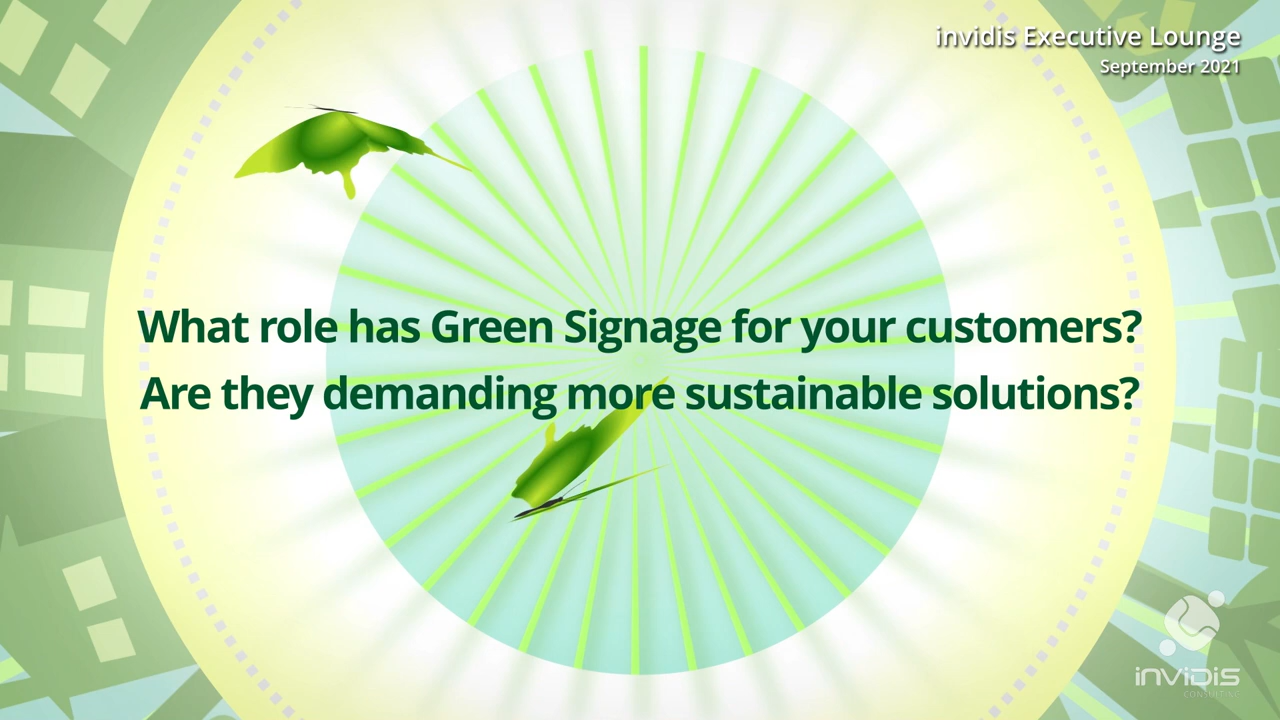 invidis Executive Lounge
September 2021
What role has Green Signage for your customers?
Are they demanding more sustainable solutions?
invidis
CONSULTING